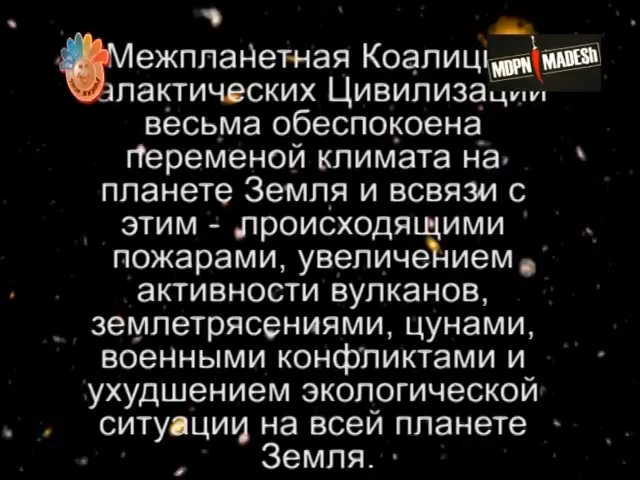 Межпланетная Коалиц
алактических Цивилизаций
весьма обеспокоена
переменой климата на
планете Земля и всвязи с
этим - происходящими
пожарами, увеличением
активности вулканов,
землетрясениями, цунами,
военными конфликтами и
ухудшением экологической
ситуации на всей планете
Земля.
MDPN MADESh